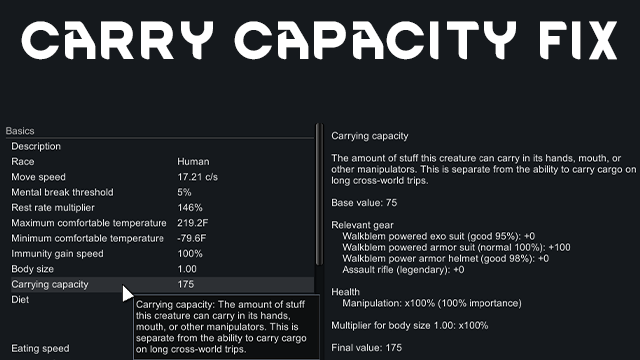 CARRY CAPACITY FIX
Basics
Description
Race Human
Move speed 17.21 c/s
Mental break threshold 5%
Rest rate multiplier 146%
Maximum comfortable temperature 219.2F
Minimum comfortable temperature -79.6F
Immunity gain speed 100%
Body size 1.00
Carrying capacity 175
Diet
Eating speed
Carrying capacity: The amount of stuff
this creature can carry in its hands,
mouth, or other manipulators. This is
separate from the ability to carry cargo
on long cross-world trips.
Carrying capacity
The amount of stuff this creature can carry in its hands, mouth, or
other manipulators. This is separate from the ability to carry cargo on
long cross-world trips.
Base value: 75
Relevant gear
Walkblem powered exo suit (good 95%): +0
Walkblem powered armor suit (normal 100%): +100
Walkblem power armor helmet (good 98%): +0
Assault rifle (legendary): +0
Health
Manipulation: x100% (100% importance)
Multiplier for body size 1.00: x100%
Final value: 175